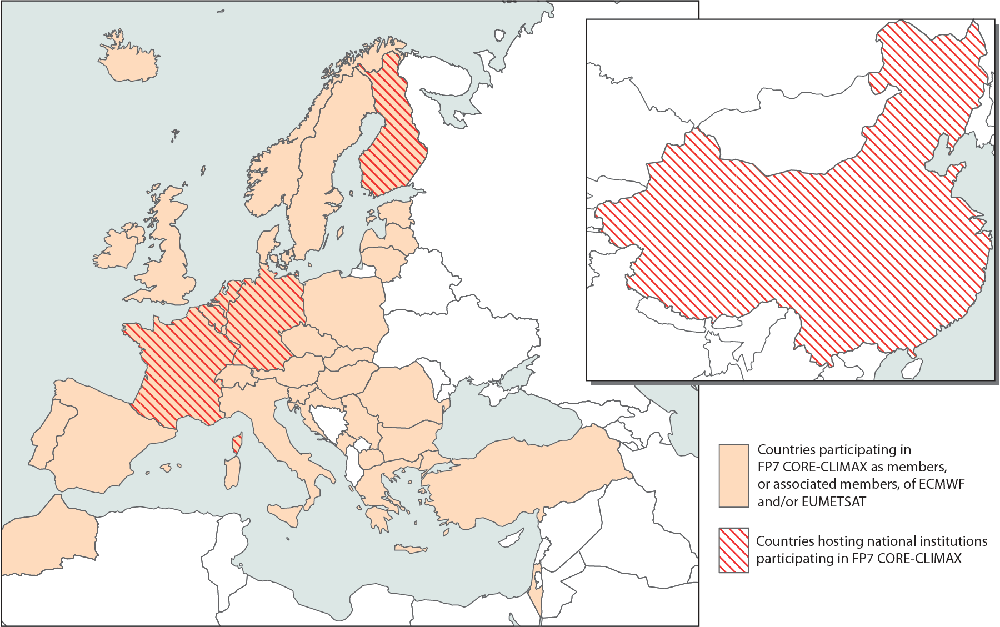 Countries participating in
FP7 CORE-CLIMAX as members,
or associated members, of ECMWF
and/or EUMETSAT
Countries hosting national institutions
participating in FP7 CORE-CLIMAX